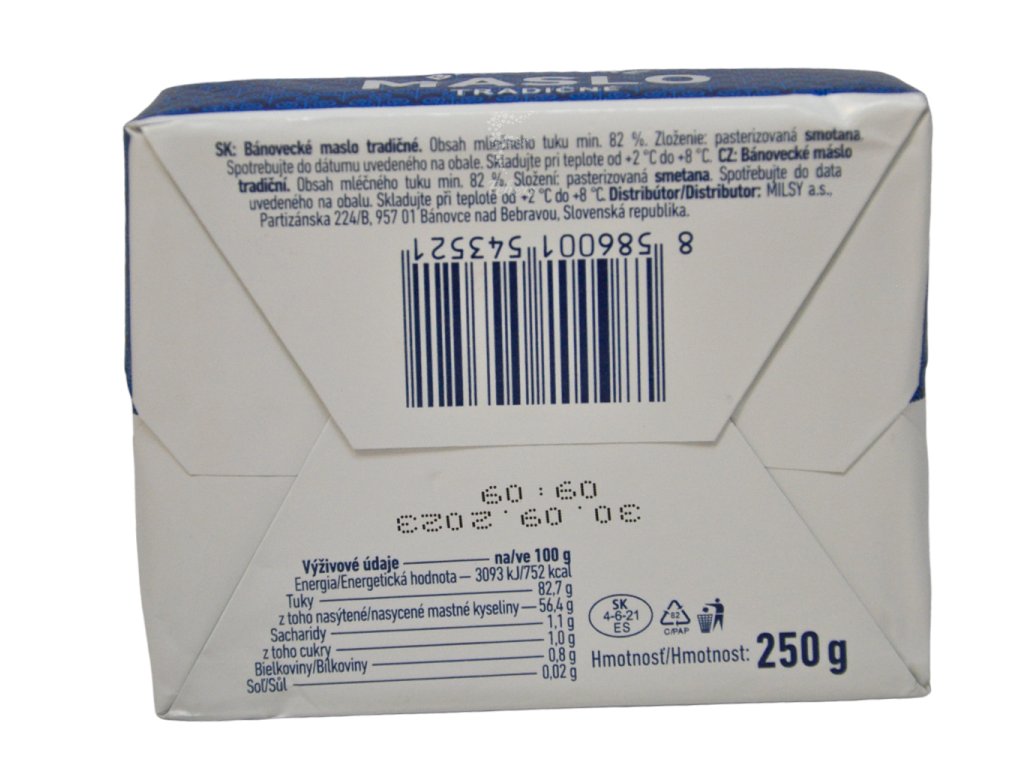 MASLO
TRADIČNÉ
SK: Bánovecké maslo tradičné. Obsah mliečneho tuku min. 82 %. Zloženie: pasterizovaná smotana.
Spotrebujte do dátumu uvedeného na obale. Skladujte pri teplote od +2 °C do +8 °C. CZ: Bánovecké máslo
tradiční. Obsah mléčného tuku min. 82 %. Složení: pasterizovaná smetana. Spotřebujte do data
uvedeného na obalu. Skladujte při teplotě od +2 °C do +8 °C. Distribútor/Distributor: MILSY a.s.,
Partizánska 224/B, 957 01 Bánovce nad Bebravou, Slovenská republika.
8 586001 543521
30.09.2023
09:09
Výživové údaje na/ve 100 g
Energia/Energetická hodnota 3093 kJ/752 kcal
Tuky 82,7 g
z toho nasýtené/nasycené mastné kyseliny 56,4 g
Sacharidy 1,1 g
z toho cukry 1,0 g
Bielkoviny/Bílkoviny 0,8 g
Soľ/Sůl 0,02 g
SK
4-6-21
ES
82
C/PAP
Hmotnosť/Hmotnost: 250 g